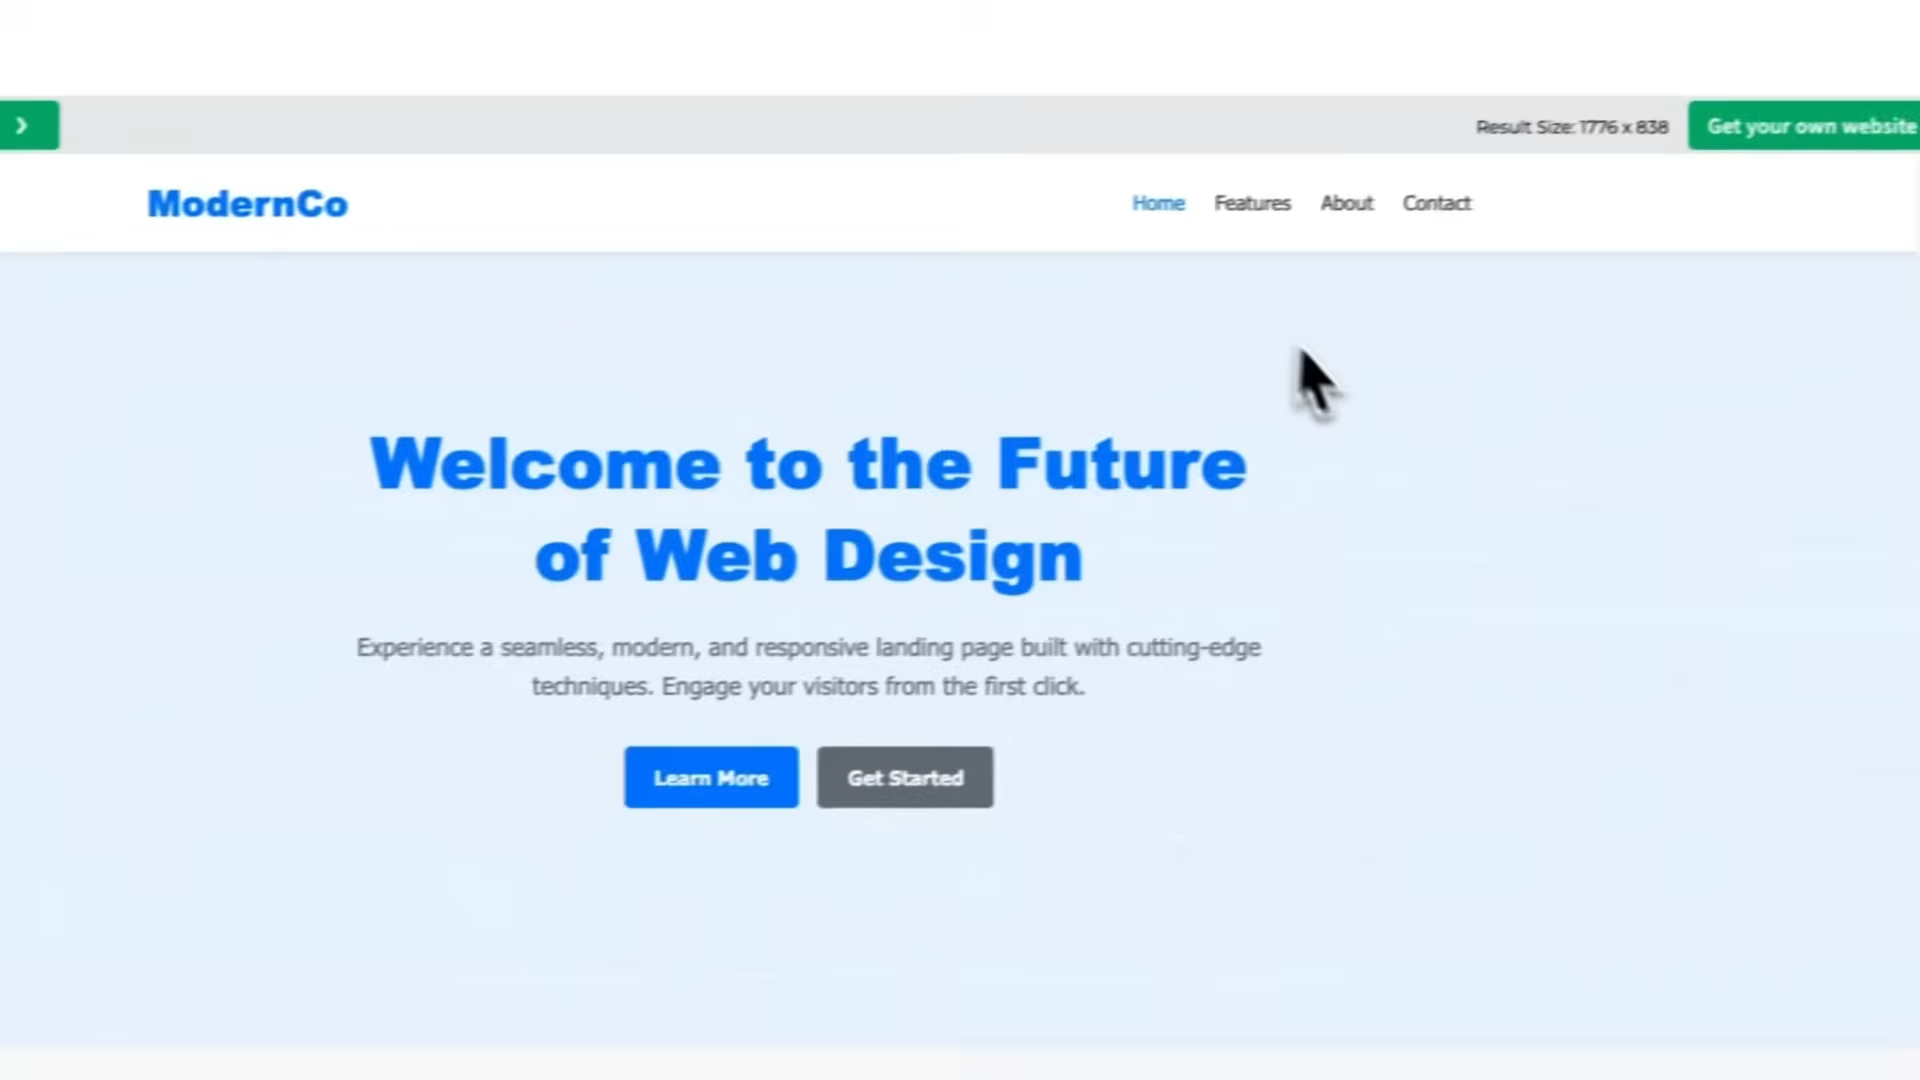 Result Size: 1776 x 838
Get your own website
ModernCo
Home Features About Contact
Welcome to the Future
of Web Design
Experience a seamless, modern, and responsive landing page built with cutting-edge
techniques. Engage your visitors from the first click.
Learn More
Get Started